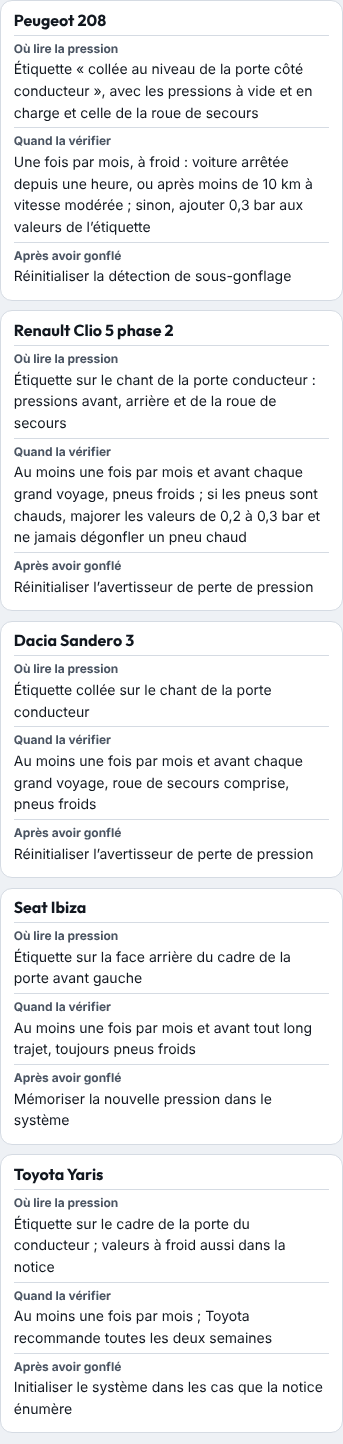 Peugeot 208
Où lire la pression
Étiquette « collée au niveau de la porte côté
conducteur », avec les pressions à vide et en
charge et celle de la roue de secours
Quand la vérifier
Une fois par mois, à froid : voiture arrêtée
depuis une heure, ou après moins de 10 km à
vitesse modérée ; sinon, ajouter 0,3 bar aux
valeurs de l’étiquette
Après avoir gonflé
Réinitialiser la détection de sous-gonflage
Renault Clio 5 phase 2
Où lire la pression
Étiquette sur le chant de la porte conducteur :
pressions avant, arrière et de la roue de
secours
Quand la vérifier
Au moins une fois par mois et avant chaque
grand voyage, pneus froids ; si les pneus sont
chauds, majorer les valeurs de 0,2 à 0,3 bar et
ne jamais dégonfler un pneu chaud
Après avoir gonflé
Réinitialiser l’avertisseur de perte de pression
Dacia Sandero 3
Où lire la pression
Étiquette collée sur le chant de la porte
conducteur
Quand la vérifier
Au moins une fois par mois et avant chaque
grand voyage, roue de secours comprise,
pneus froids
Après avoir gonflé
Réinitialiser l’avertisseur de perte de pression
Seat Ibiza
Où lire la pression
Étiquette sur la face arrière du cadre de la
porte avant gauche
Quand la vérifier
Au moins une fois par mois et avant tout long
trajet, toujours pneus froids
Après avoir gonflé
Mémoriser la nouvelle pression dans le
système
Toyota Yaris
Où lire la pression
Étiquette sur le cadre de la porte du
conducteur ; valeurs à froid aussi dans la
notice
Quand la vérifier
Au moins une fois par mois ; Toyota
recommande toutes les deux semaines
Après avoir gonflé
Initialiser le système dans les cas que la notice
énumère